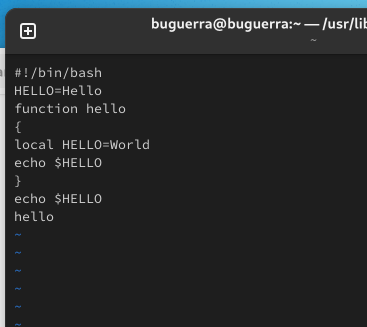 buguerra@buguerra:~ — /usr/lib
~
#!/bin/bash
HELLO=Hello
function hello
{
local HELLO=World
echo $HELLO
}
echo $HELLO
hello
~
~
~
~
~
~